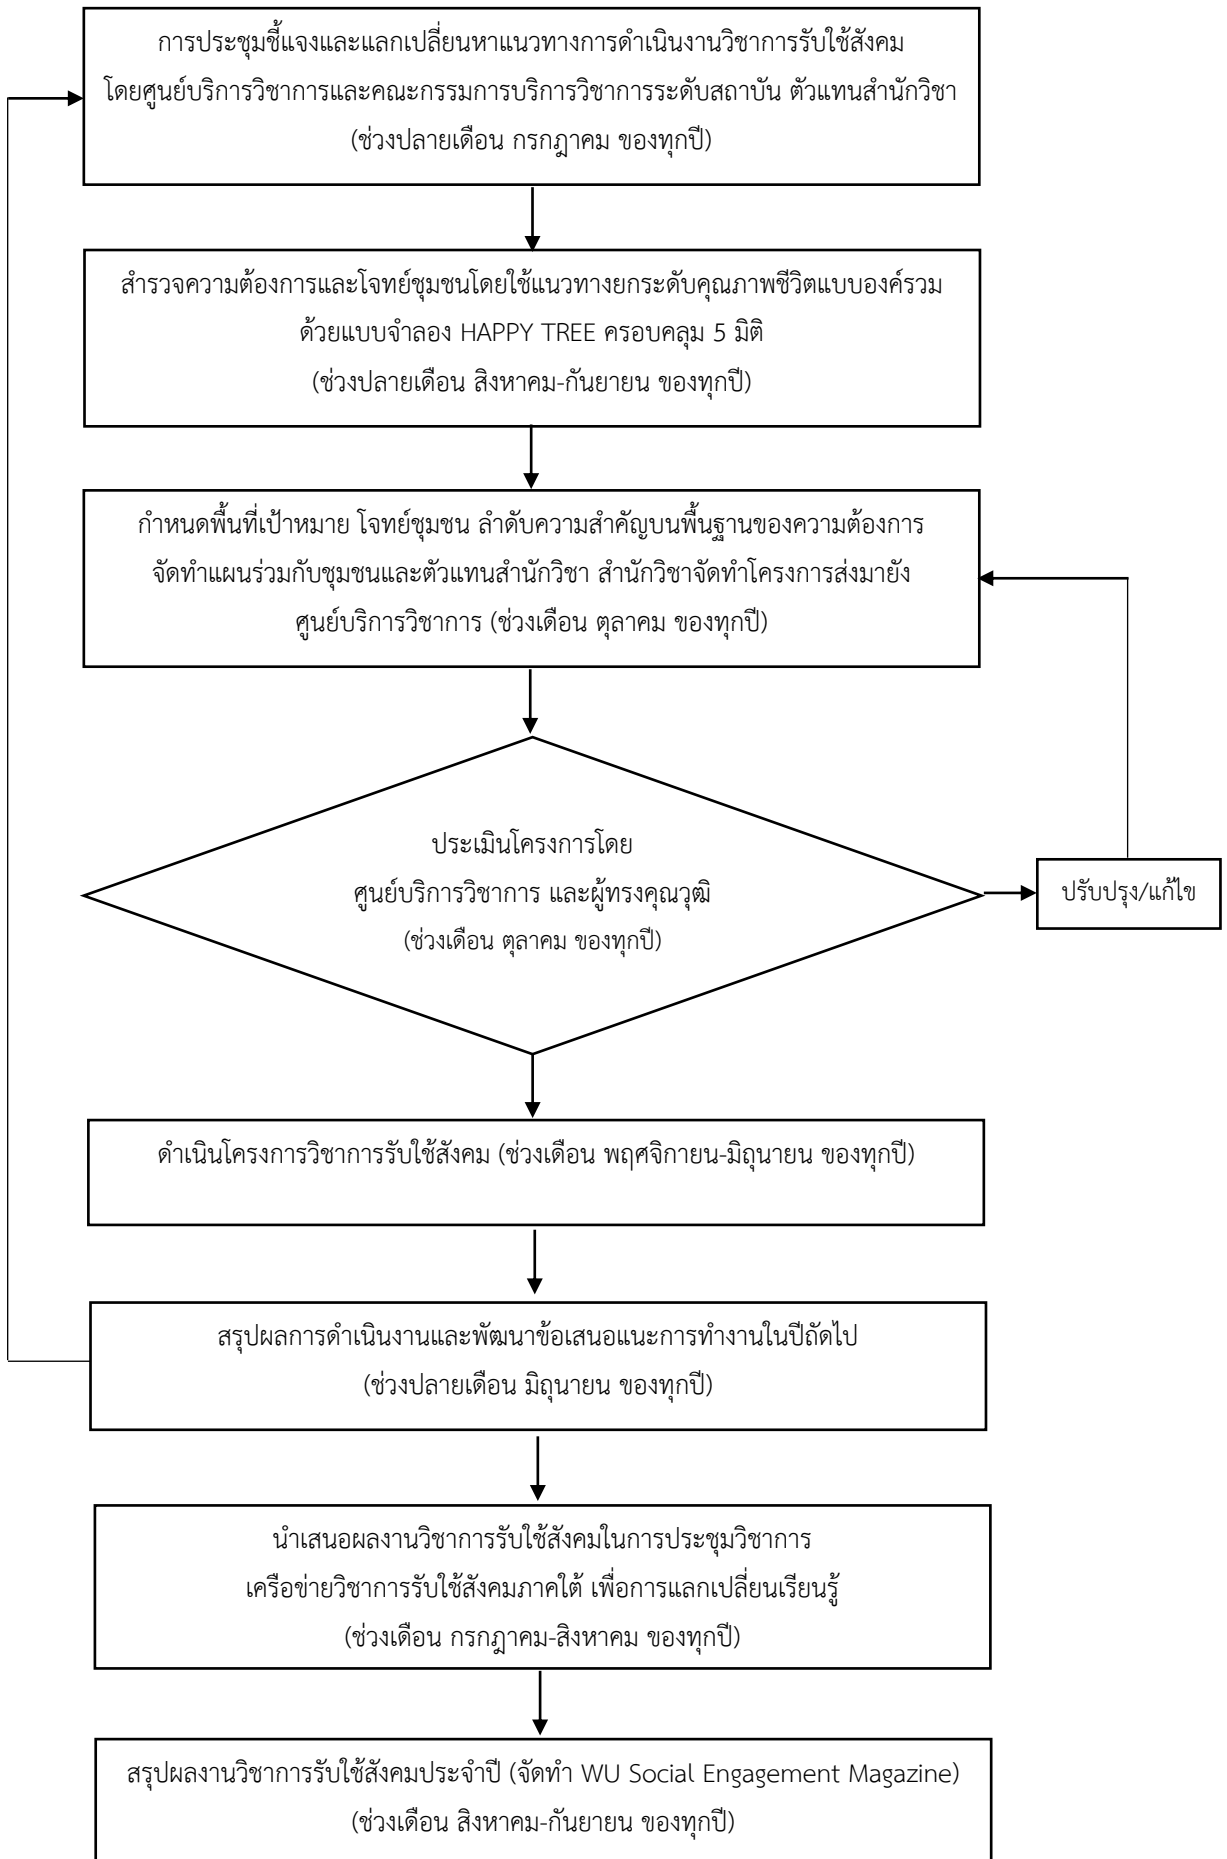 การประชุมชี้แจงและแลกเปลี่ยนหาแนวทางการดำเนินงานวิชาการรับใช้สังคม
โดยศูนย์บริการวิชาการและคณะกรรมการบริการวิชาการระดับสถาบัน ตัวแทนสำนักวิชา
(ช่วงปลายเดือน กรกฎาคม ของทุกปี)
สำรวจความต้องการและโจทย์ชุมชนโดยใช้แนวทางยกระดับคุณภาพชีวิตแบบองค์รวม
ด้วยแบบจำลอง HAPPY TREE ครอบคลุม 5 มิติ
(ช่วงปลายเดือน สิงหาคม-กันยายน ของทุกปี)
กำหนดพื้นที่เป้าหมาย โจทย์ชุมชน ลำดับความสำคัญบนพื้นฐานของความต้องการ
จัดทำแผนร่วมกับชุมชนและตัวแทนสำนักวิชา สำนักวิชาจัดทำโครงการส่งมายัง
ศูนย์บริการวิชาการ (ช่วงเดือน ตุลาคม ของทุกปี)
ประเมินโครงการโดย
ศูนย์บริการวิชาการ และผู้ทรงคุณวุฒิ
(ช่วงเดือน ตุลาคม ของทุกปี)
ปรับปรุง/แก้ไข
ดำเนินโครงการวิชาการรับใช้สังคม (ช่วงเดือน พฤศจิกายน-มิถุนายน ของทุกปี)
สรุปผลการดำเนินงานและพัฒนาข้อเสนอแนะการทำงานในปีถัดไป
(ช่วงปลายเดือน มิถุนายน ของทุกปี)
นำเสนอผลงานวิชาการรับใช้สังคมในการประชุมวิชาการ
เครือข่ายวิชาการรับใช้สังคมภาคใต้ เพื่อการแลกเปลี่ยนเรียนรู้
(ช่วงเดือน กรกฎาคม-สิงหาคม ของทุกปี)
สรุปผลงานวิชาการรับใช้สังคมประจำปี (จัดทำ WU Social Engagement Magazine)
(ช่วงเดือน สิงหาคม-กันยายน ของทุกปี)